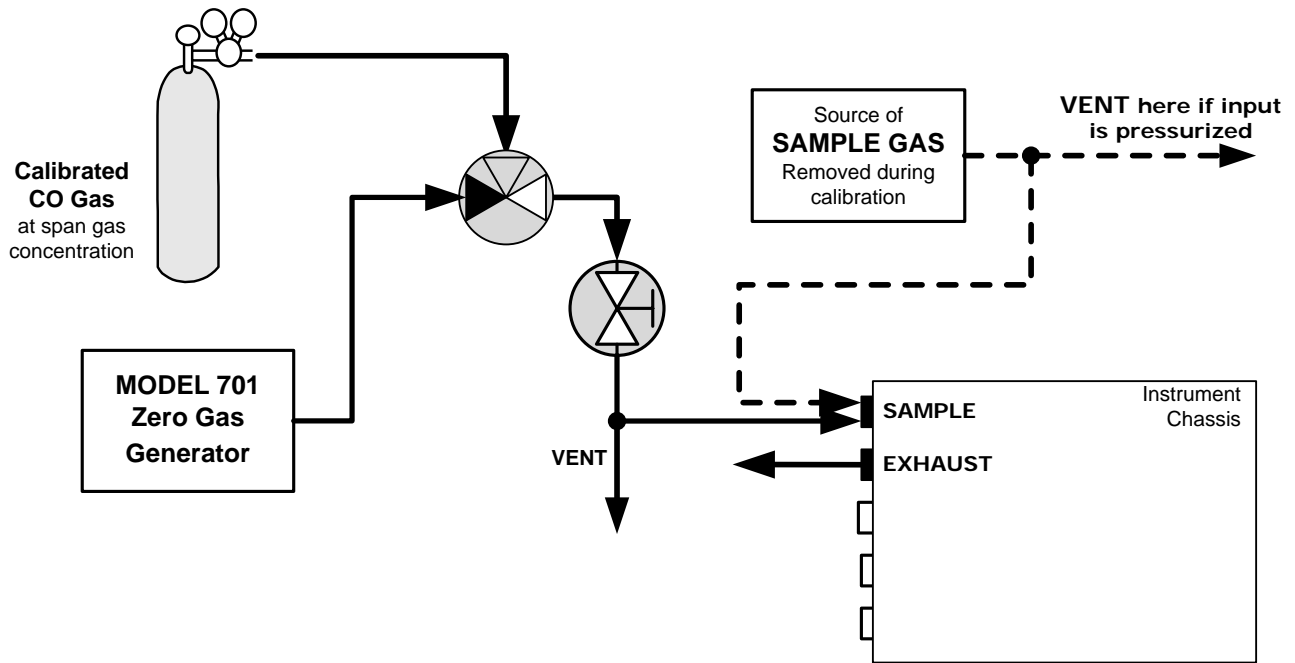 Calibrated
CO Gas
at span gas
concentration
MODEL 701
Zero Gas
Generator
VENT
Source of
SAMPLE GAS
Removed during
calibration
VENT here if input
is pressurized
SAMPLE
EXHAUST
Instrument
Chassis